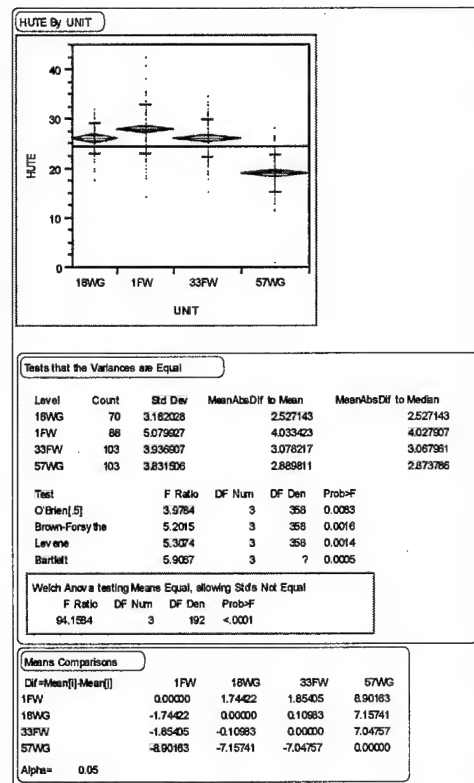 HUTE By UNIT
40
30
20
10
0
HUTE
18WG 1FW 33FW 57WG
UNIT
Tests that the Variances are Equal
Level Count Std Dev MeanAbsDif to Mean MeanAbsDif to Median
18WG 70 3.162028 2.527143 2.527143
1FW 86 5.079927 4.033423 4.027907
33FW 103 3.936907 3.078217 3.067961
57WG 103 3.831506 2.889811 2.873786
Test F Ratio DF Num DF Den Prob>F
O'Brien[.5] 3.9784 3 358 0.0083
Brown-Forsythe 5.2015 3 358 0.0016
Levene 5.3074 3 358 0.0014
Bartlett 5.9067 3 ? 0.0005
Welch Anova testing Means Equal, allowing Stds Not Equal
F Ratio DF Num DF Den Prob>F
94.1584 3 192 <.0001
Means Comparisons
Dif=Mean[i]-Mean[j] 1FW 18WG 33FW 57WG
1FW 0.00000 1.74422 1.85405 8.90163
18WG -1.74422 0.00000 0.10983 7.15741
33FW -1.85405 -0.10983 0.00000 7.04757
57WG -8.90163 -7.15741 -7.04757 0.00000
Alpha= 0.05